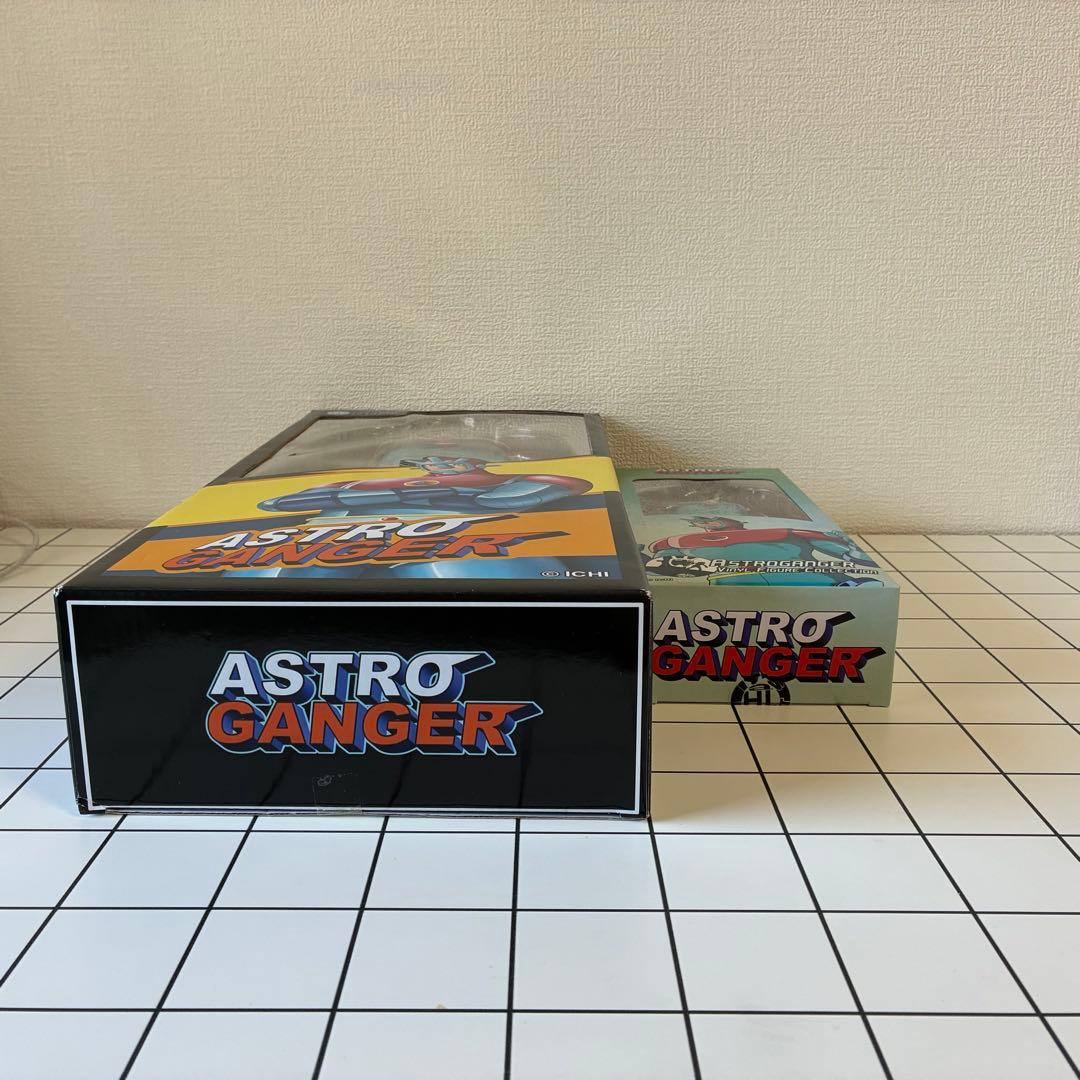 ASTRO
GANGER
© ICHI
ASTRO
GANGER
ASTROGANGER
VINYL FIGURE COLLECTION
ASTRO
GANGER